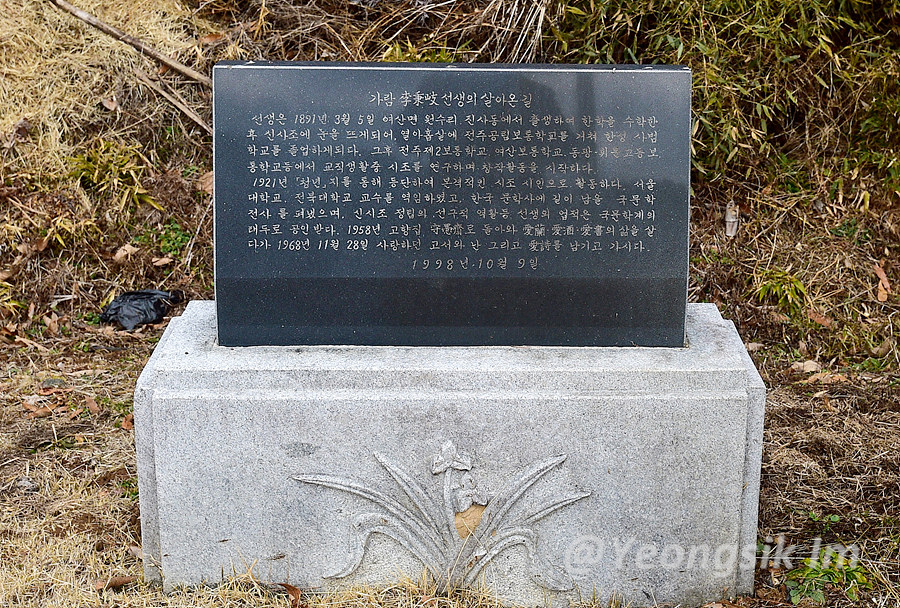 가람 李秉岐 선생의 살아온 길
선생은 1891년 3월 5일 여산면 원수리 진사동에서 출생하여 한학을 수학한
후 신사조에 눈을 뜨게되어, 열아홉살에 전주공립보통학교를 거쳐 한성 사범
학교를 졸업하게되다. 그후 전주제2보통학교, 여산보통학교, 동광·휘문고등보
통학교등에서 교직생활중 시조를 연구하며, 창작활동을 시작하다.
1921년 「청년」지를 통해 등단하여 본격적인 시조 시인으로 활동하다. 서울
대학교, 전북대학교 교수를 역임하였고, 한국 문학사에 길이 남을 국문학
전사 를 펴냈으며, 신시조 정립의 선구적 역활등 선생의 업적은 국문학계의
태두로 공인 받다. 1958년 고향집 守愚齋로 돌아와 愛蘭·愛酒·愛書의 삶을 살
다가 1968년 11월 28일 사랑하던 고서와 난 그리고 愛詩를 남기고 가시다.
1998년·10월 9일
@Yeongsik Im